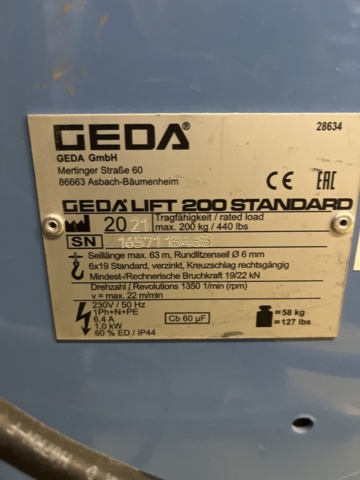 GEDA®
28634
GEDA GmbH
Mertinger Straße 60
86663 Asbach-Bäumenheim
CE EAC
GEDA® LIFT 200 STANDARD
2021
Tragfähigkeit / rated load
max. 200 kg / 440 lbs
SN
Seillänge max. 63 m, Rundlitzenseil Ø 6 mm
6x19 Standard, verzinkt, Kreuzschlag rechtsgängig
Mindest-/Rechnerische Bruchkraft 19/22 kN
Drehzahl / Revolutions 1350 1/min (rpm)
v = max. 22 m/min
230V / 50 Hz
1Ph+N+PE
6,4 A
1,0 kW
60 % ED / IP44
Cb 60 µF
= 58 kg
= 127 lbs